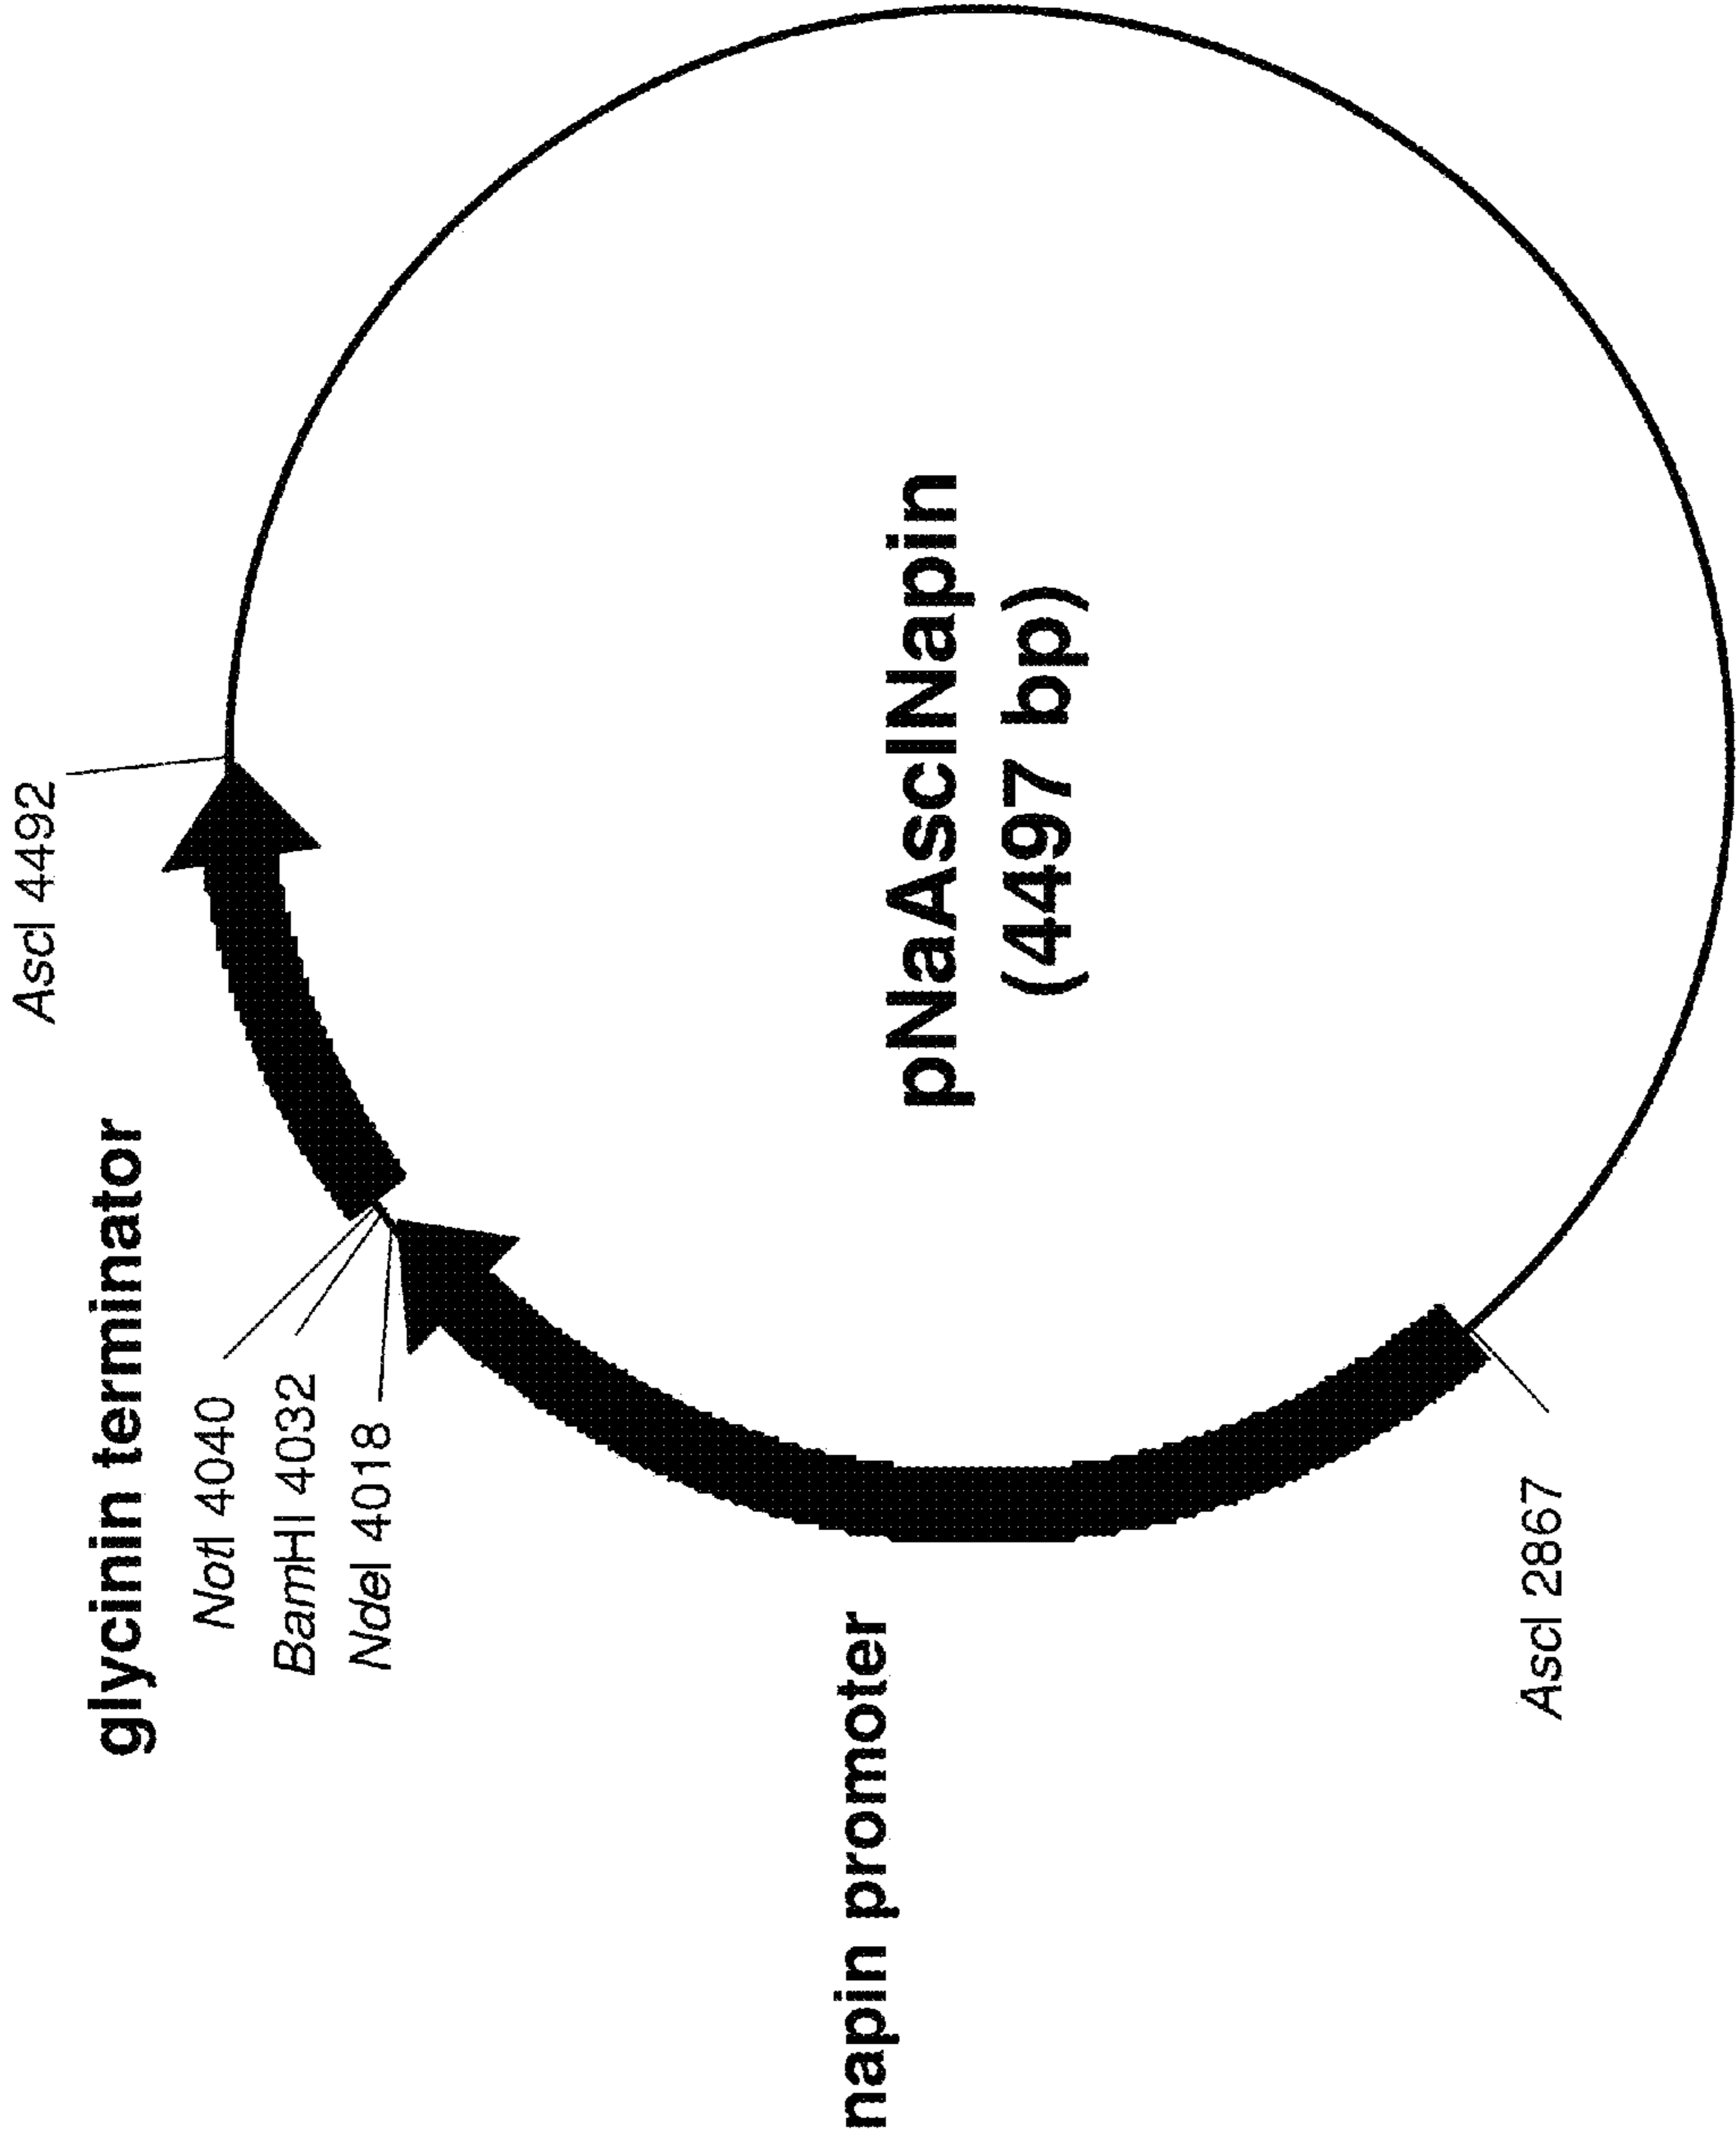 AscI 4492
glycinin terminator
NotI 4040
BamHI 4032
NdeI 4018
napin promoter
pNaAscINapin
(4497 bp)
AscI 2867